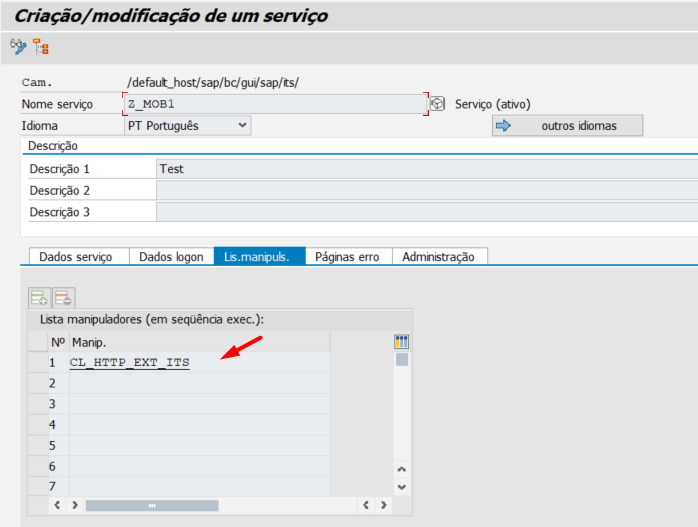 Criação/modificação de um serviço
Cam. /default_host/sap/bc/gui/sap/its/
Nome serviço Z_MOB1 Serviço (ativo)
Idioma PT Português outros idiomas
Descrição
Descrição 1 Test
Descrição 2
Descrição 3
Dados serviço Dados logon Lis.manipuls. Páginas erro Administração
Lista manipuladores (em seqüência exec.):
Nº Manip.
1 CL_HTTP_EXT_ITS
2
3
4
5
6
7